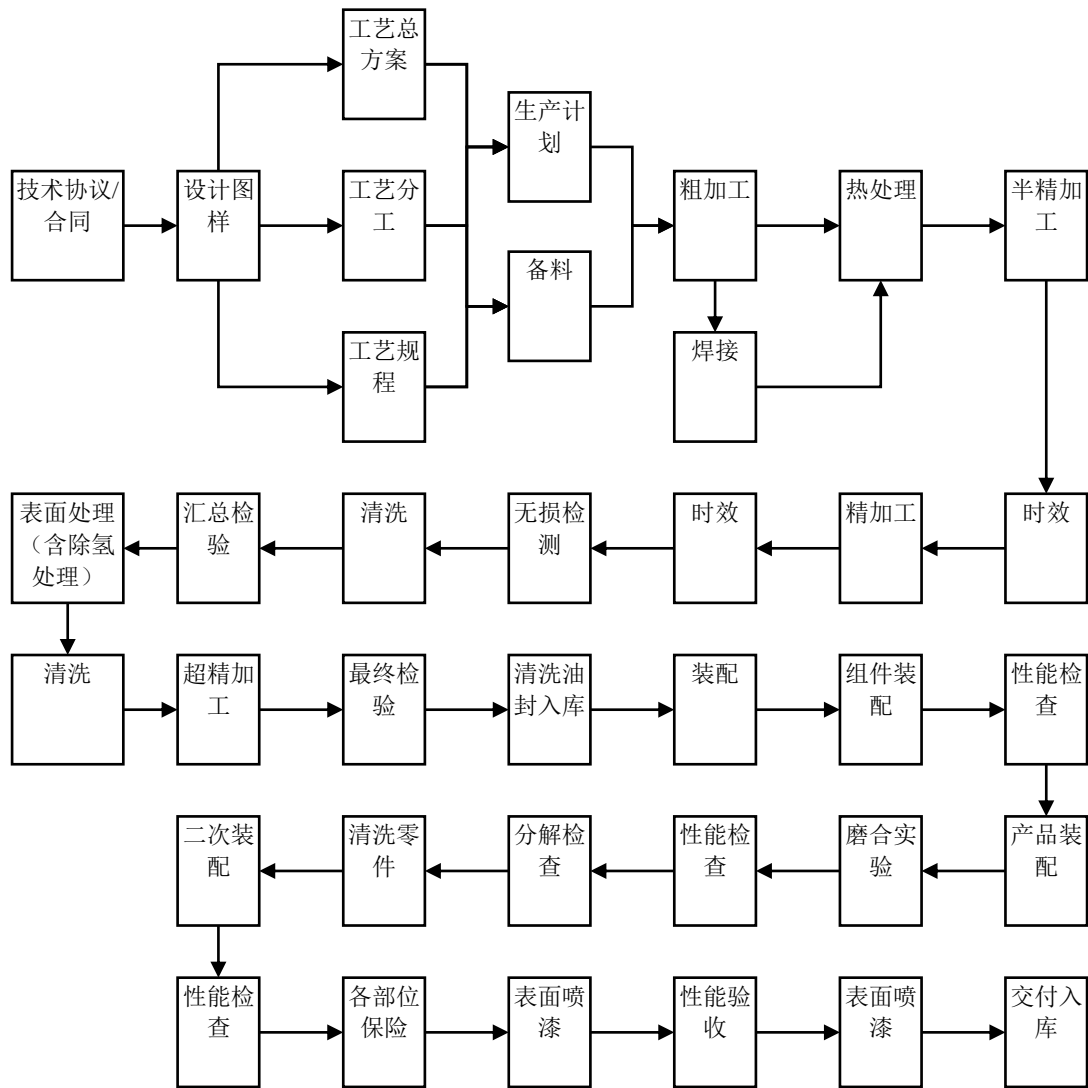 工艺总
方案
生产计
划
技术协议/
合同
设计图
样
工艺分
工
粗加工
热处理
半精加
工
备料
工艺规
程
焊接
表面处理
（含除氢
处理）
汇总检
验
清洗
无损检
测
时效
精加工
时效
清洗
超精加
工
最终检
验
清洗油
封入库
装配
组件装
配
性能检
查
二次装
配
清洗零
件
分解检
查
性能检
查
磨合实
验
产品装
配
性能检
查
各部位
保险
表面喷
漆
性能验
收
表面喷
漆
交付入
库